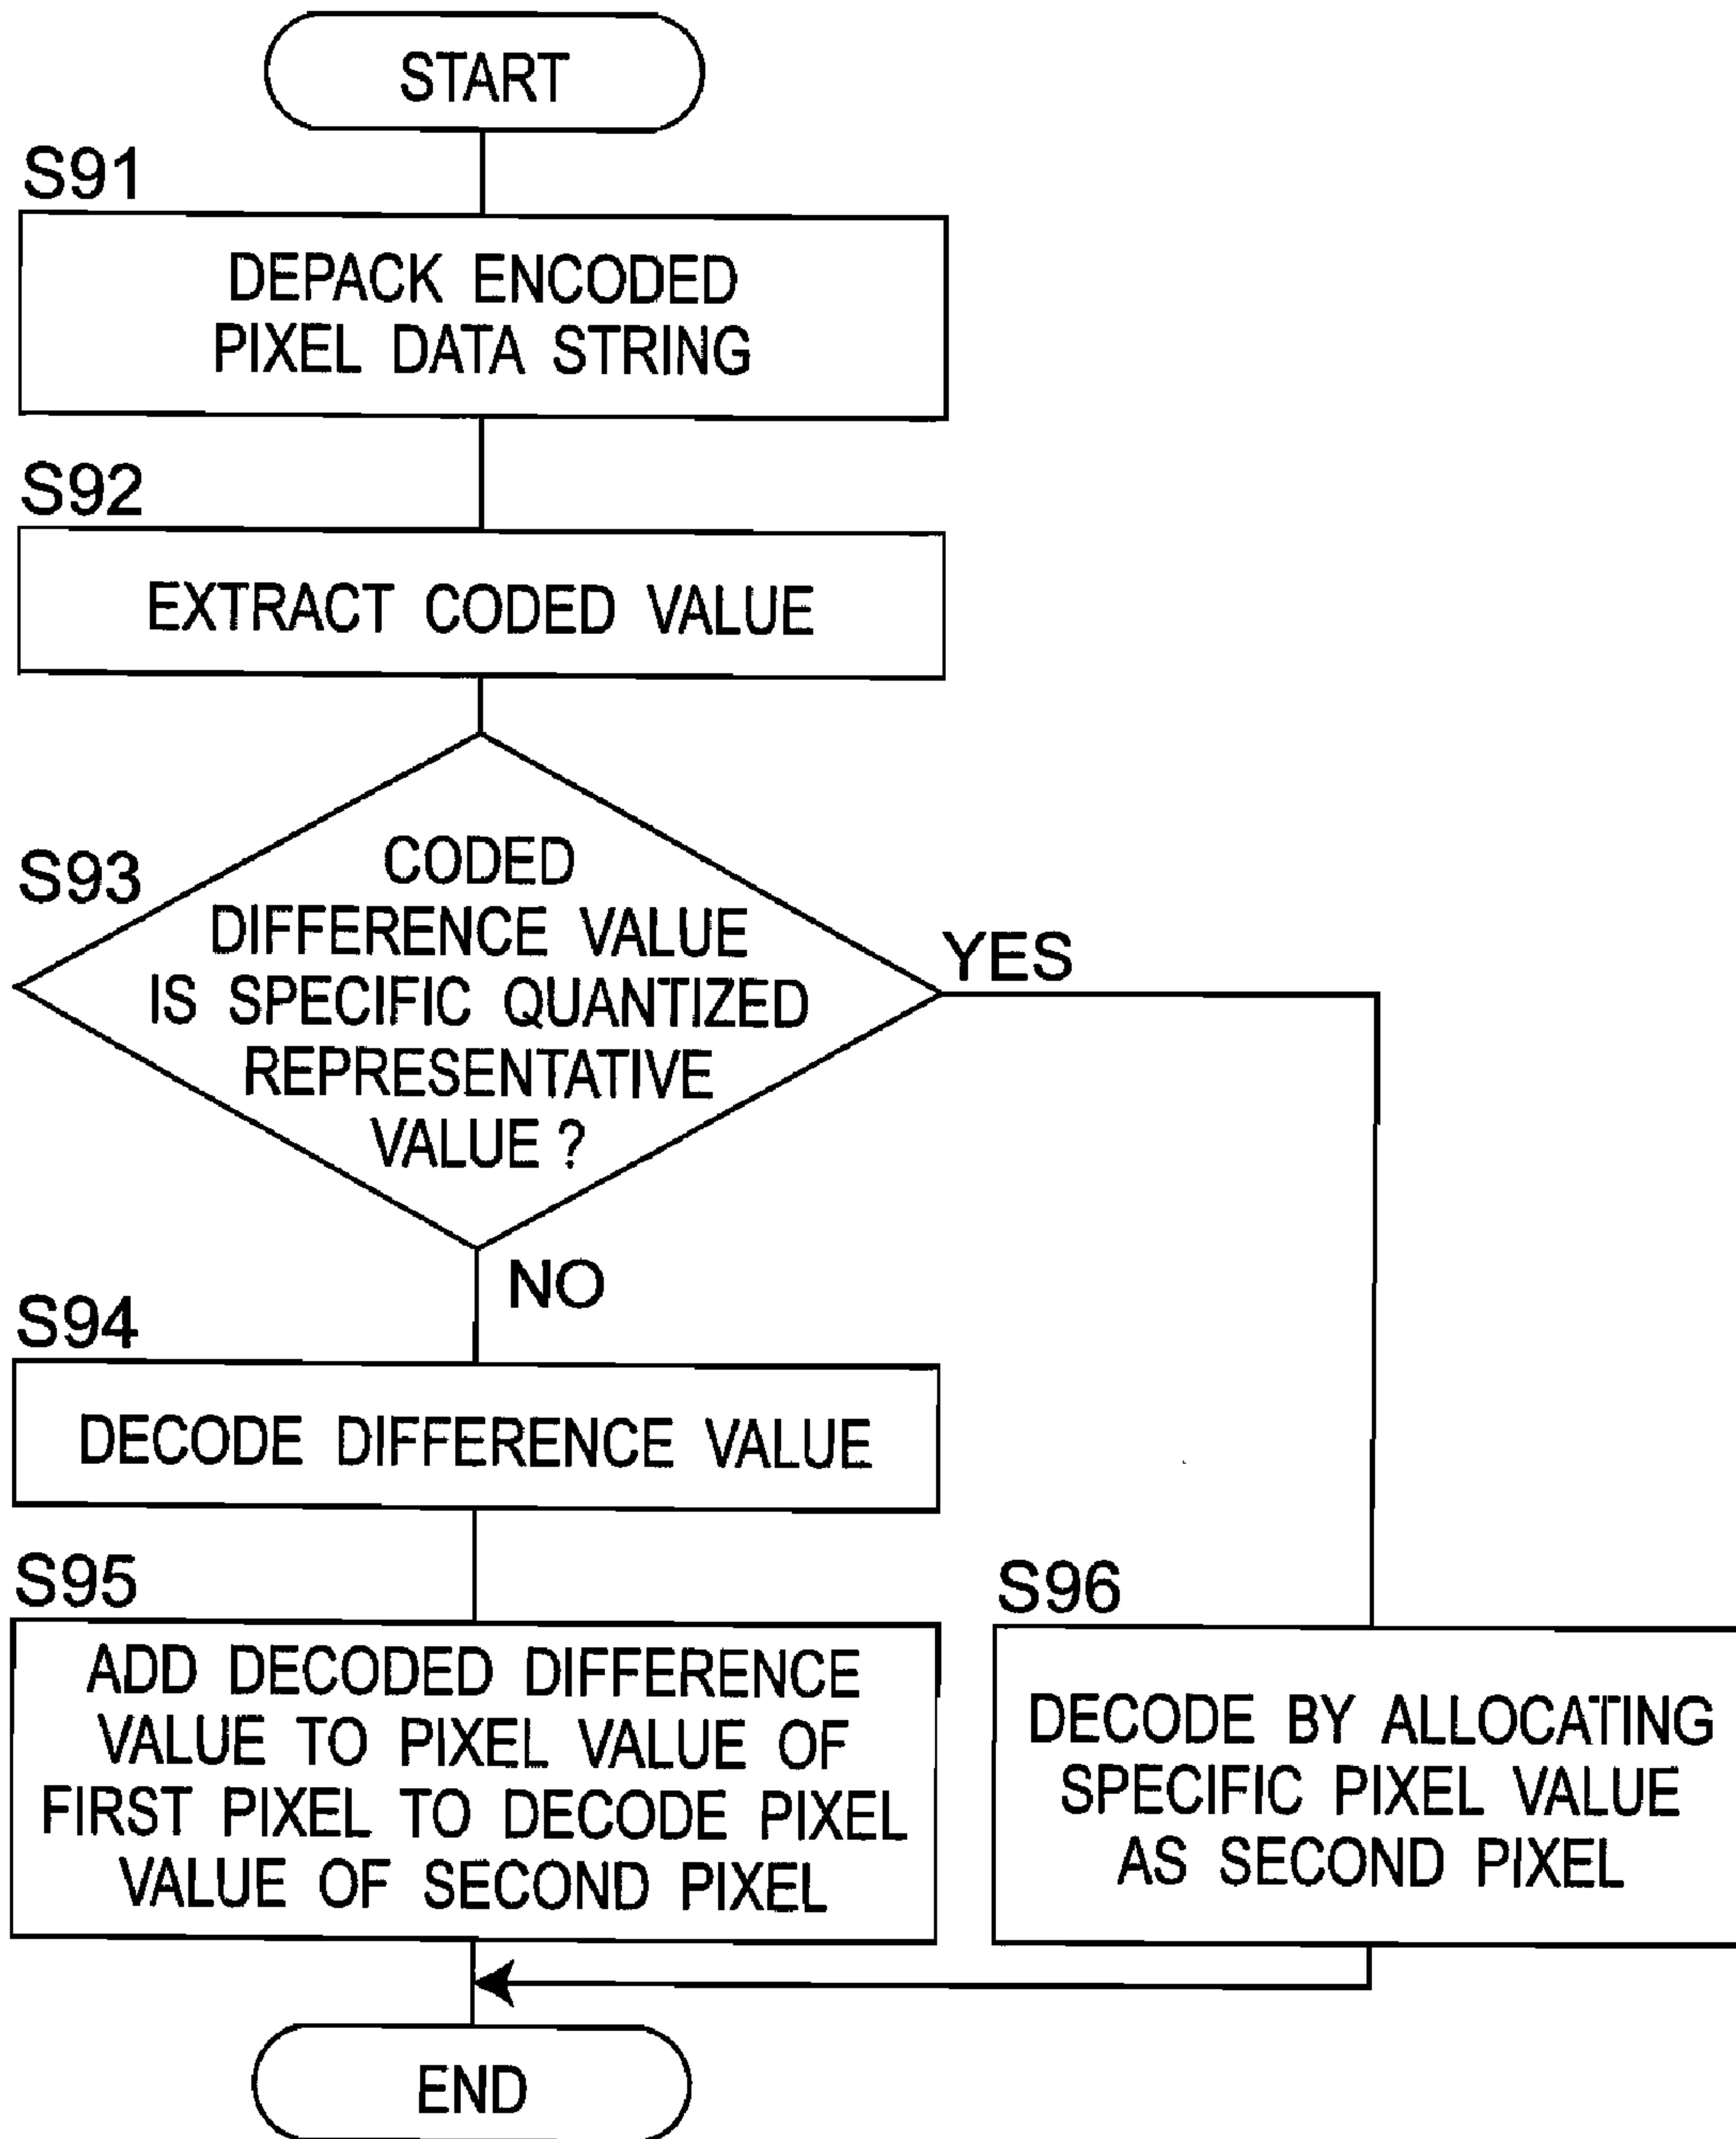 START
S91
DEPACK ENCODED
PIXEL DATA STRING
S92
EXTRACT CODED VALUE
S93
CODED
DIFFERENCE VALUE
IS SPECIFIC QUANTIZED
REPRESENTATIVE
VALUE ?
YES
NO
S94
DECODE DIFFERENCE VALUE
S95
ADD DECODED DIFFERENCE
VALUE TO PIXEL VALUE OF
FIRST PIXEL TO DECODE PIXEL
VALUE OF SECOND PIXEL
S96
DECODE BY ALLOCATING
SPECIFIC PIXEL VALUE
AS SECOND PIXEL
END